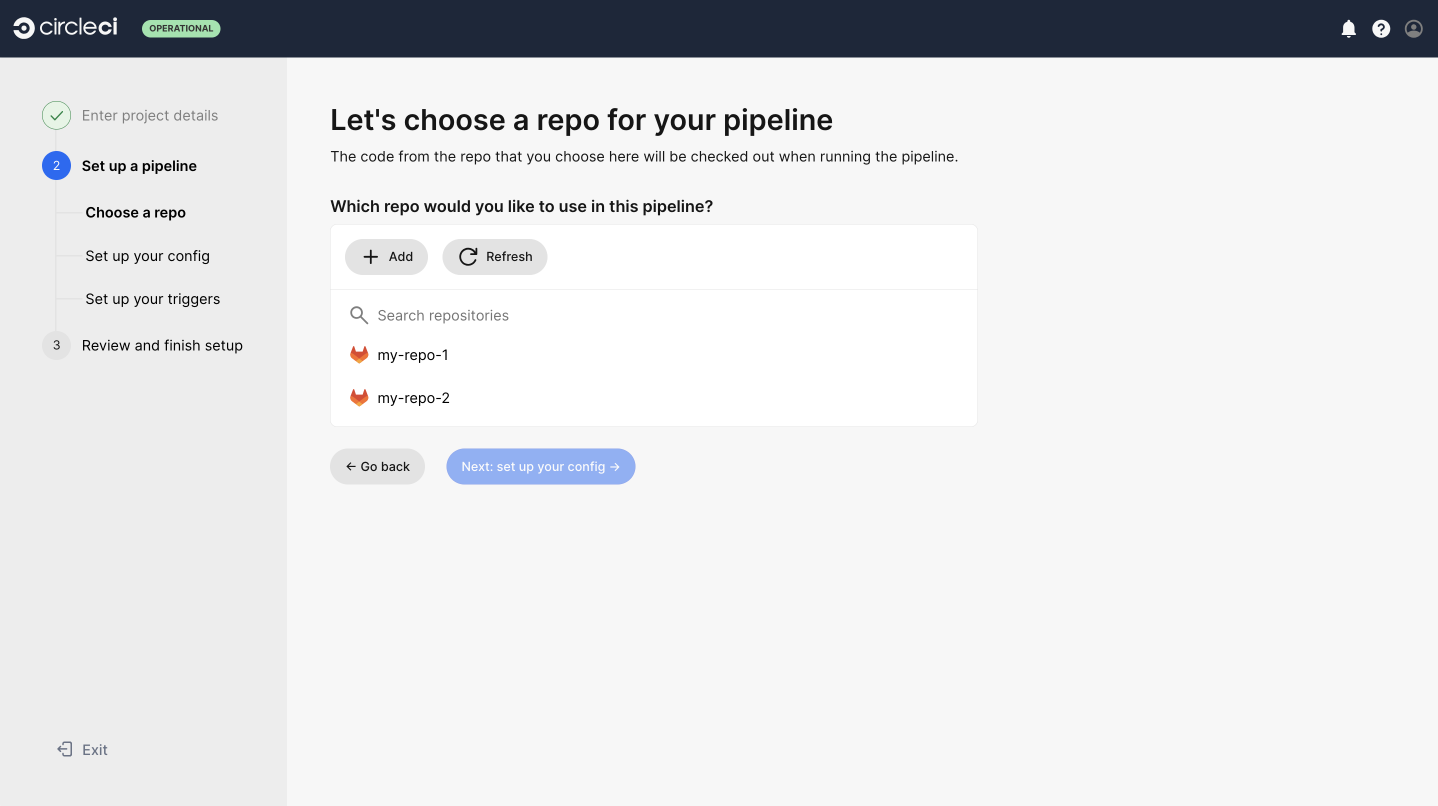 circleci
OPERATIONAL
Enter project details
2
Set up a pipeline
Choose a repo
Set up your config
Set up your triggers
3
Review and finish setup
Exit
Let's choose a repo for your pipeline
The code from the repo that you choose here will be checked out when running the pipeline.
Which repo would you like to use in this pipeline?
+ Add
Refresh
Search repositories
my-repo-1
my-repo-2
← Go back
Next: set up your config →